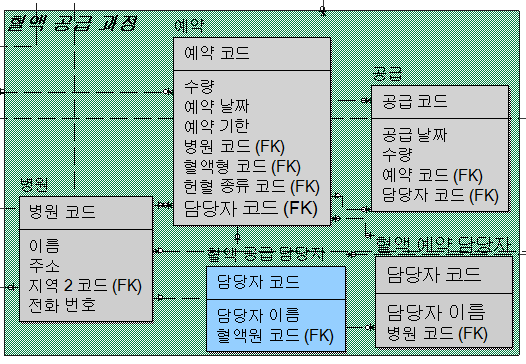 혈액 공급 과정
예약
예약 코드
수량
예약 날짜
예약 기한
병원 코드 (FK)
혈액형 코드 (FK)
헌혈 종류 코드 (FK)
담당자 코드 (FK)
공급
공급 코드
공급 날짜
수량
예약 코드 (FK)
담당자 코드 (FK)
병원
병원 코드
이름
주소
지역 2 코드 (FK)
전화 번호
혈액 공급 담당자
담당자 코드
담당자 이름
혈액원 코드 (FK)
혈액 예약 담당자
담당자 코드
담당자 이름
병원 코드 (FK)